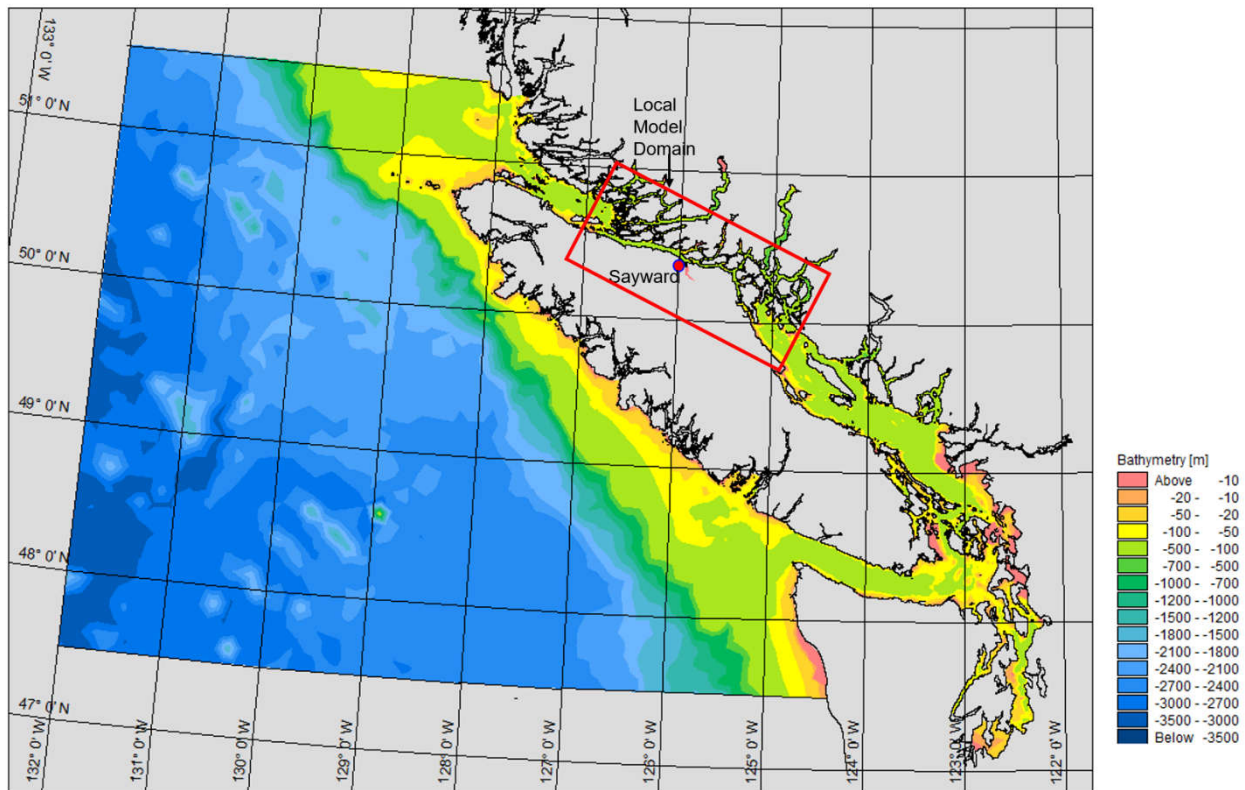 133° 0' W
51° 0' N
50° 0' N
49° 0' N
48° 0' N
47° 0' N
Local
Model
Domain
Sayward
132° 0' W
131° 0' W
130° 0' W
129° 0' W
128° 0' W
127° 0' W
126° 0' W
125° 0' W
124° 0' W
123° 0' W
122° 0' W
Bathymetry [m]
Above -10
-20 - -10
-50 - -20
-100 - -50
-500 - -100
-700 - -500
-1000 - -700
-1200 - -1000
-1500 - -1200
-1800 - -1500
-2100 - -1800
-2400 - -2100
-2700 - -2400
-3000 - -2700
-3500 - -3000
Below -3500